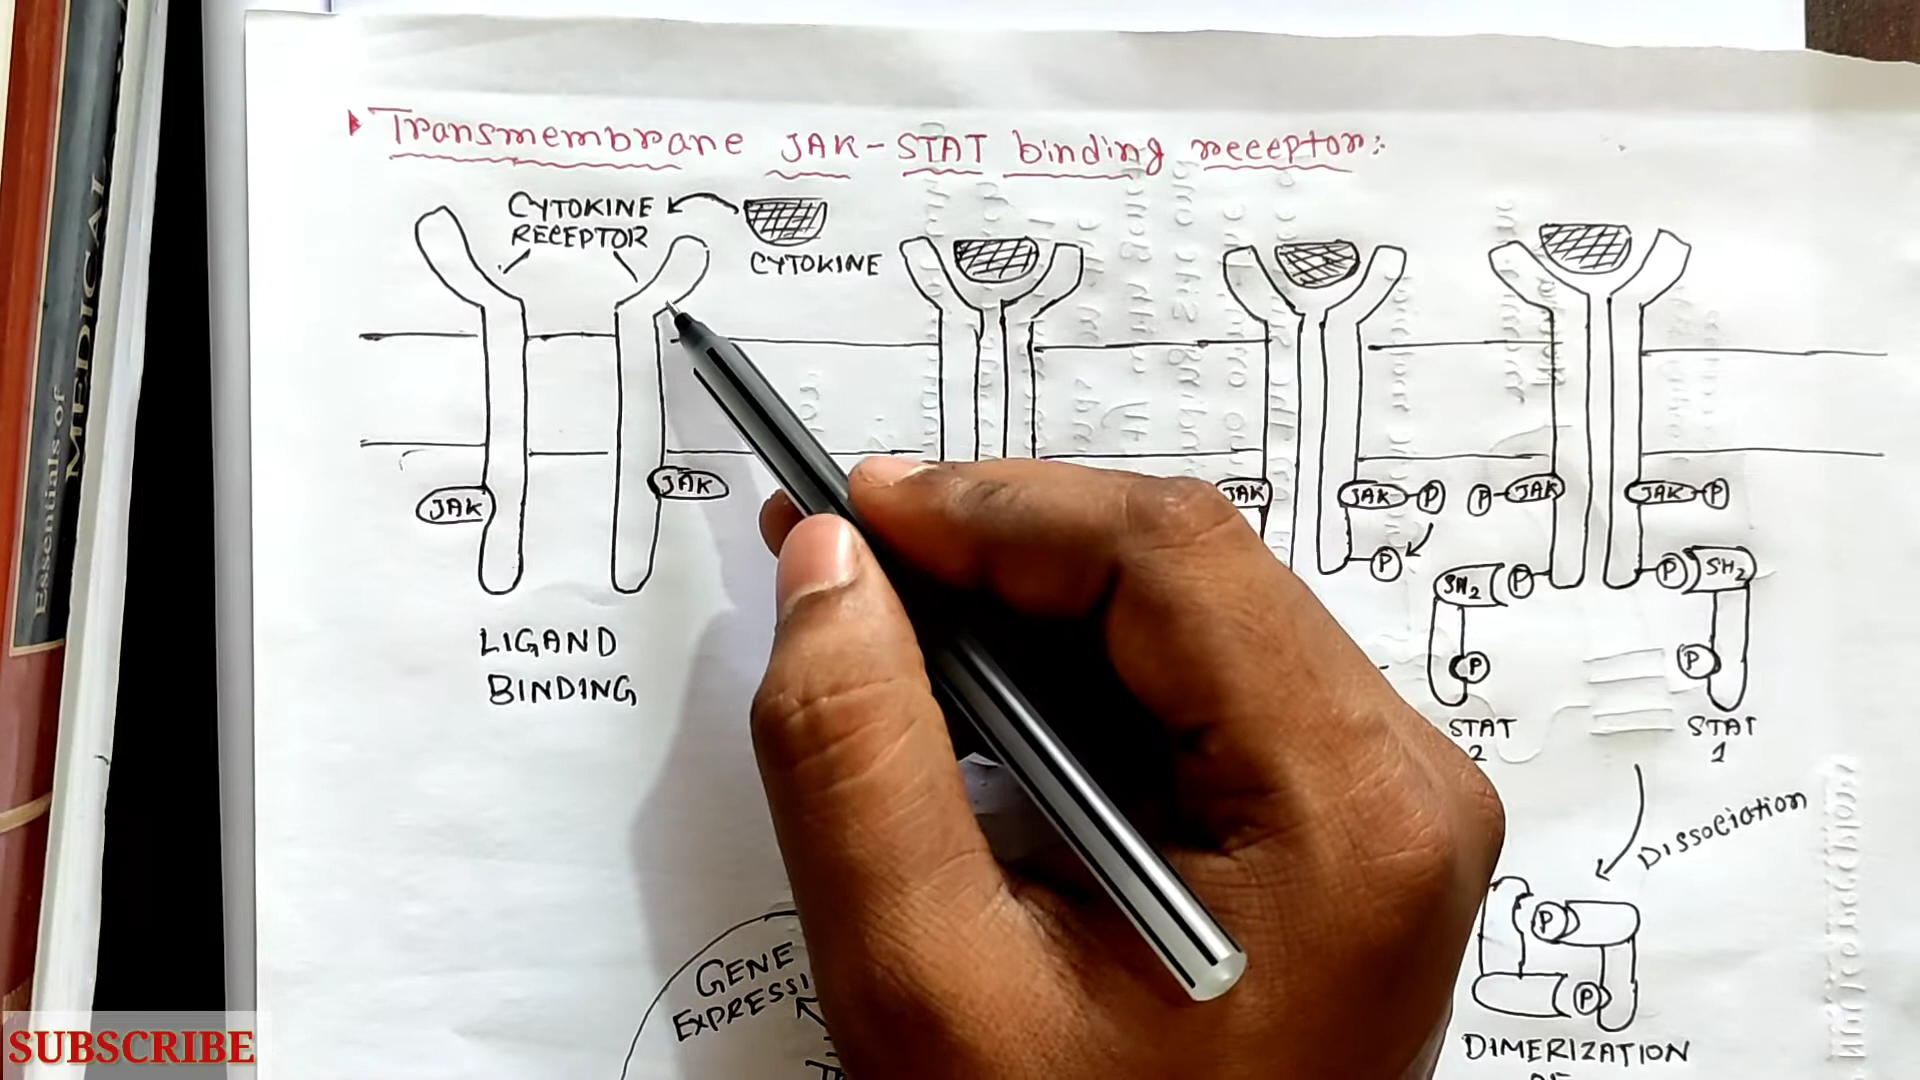 Transmembrane JAK-STAT binding receptor:
CYTOKINE
RECEPTOR
CYTOKINE
JAK
JAK
JAK
JAK
P
P
P
JAK
JAK
P
SH2
P
P
SH2
P
P
STAT
2
STAT
1
LIGAND
BINDING
Dissociation
P
P
DIMERIZATION
GENE
Essentials of
MEDICAL
SUBSCRIBE